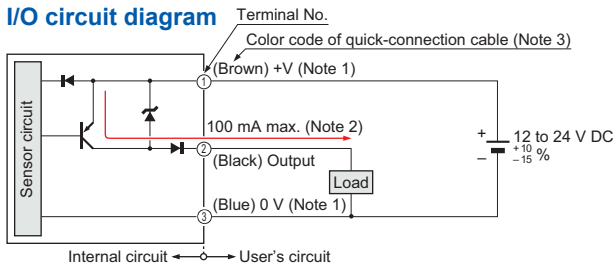 I/O circuit diagram
Terminal No.
Color code of quick-connection cable (Note 3)
1
(Brown) +V (Note 1)
Sensor circuit
100 mA max. (Note 2)
2
(Black) Output
Load
+
–
12 to 24 V DC
+10
–15 %
3
(Blue) 0 V (Note 1)
Internal circuit
User's circuit